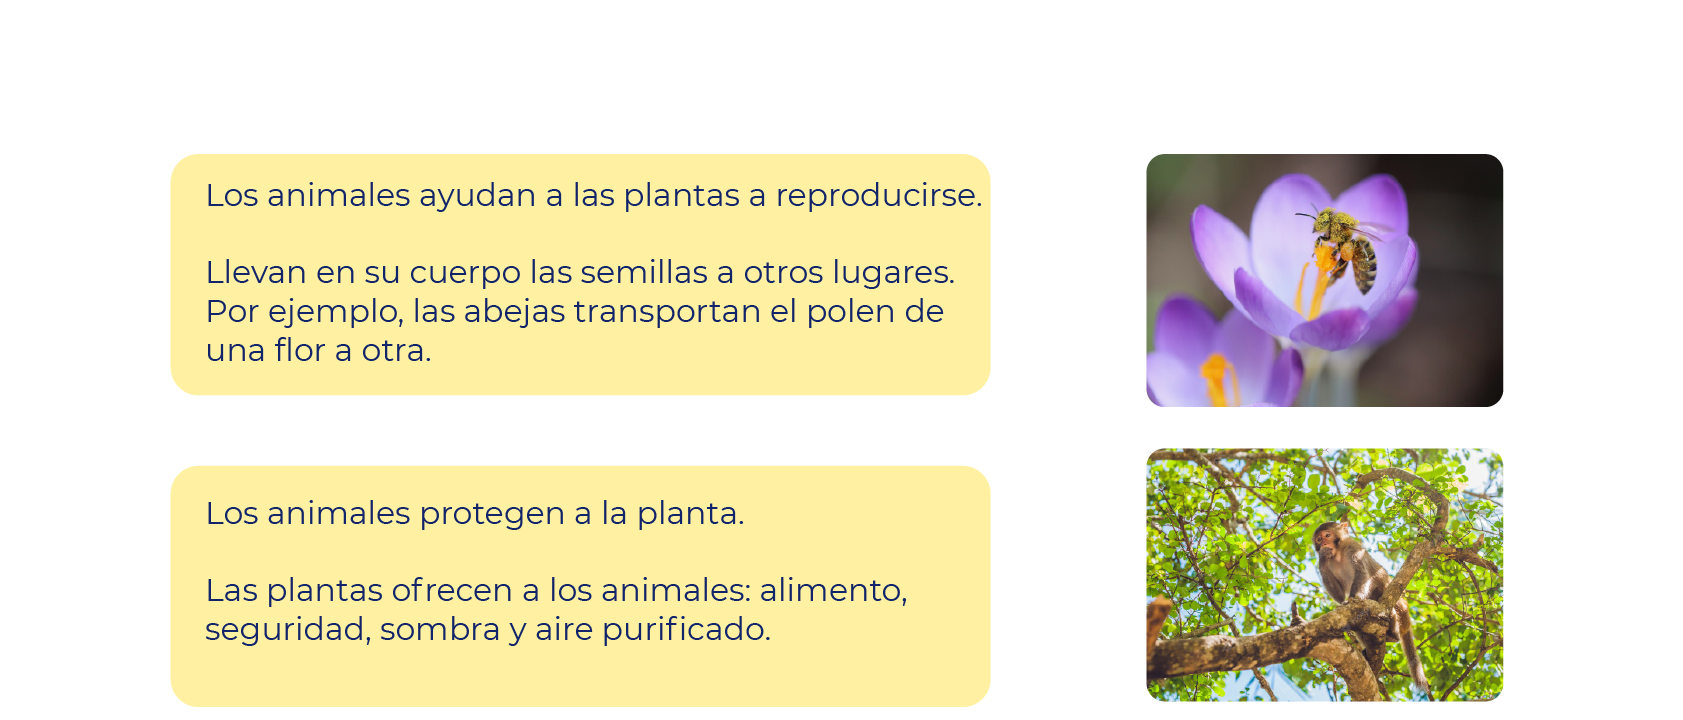 Los animales ayudan a las plantas a reproducirse.
Llevan en su cuerpo las semillas a otros lugares.
Por ejemplo, las abejas transportan el polen de
una flor a otra.
Los animales protegen a la planta.
Las plantas ofrecen a los animales: alimento,
seguridad, sombra y aire purificado.